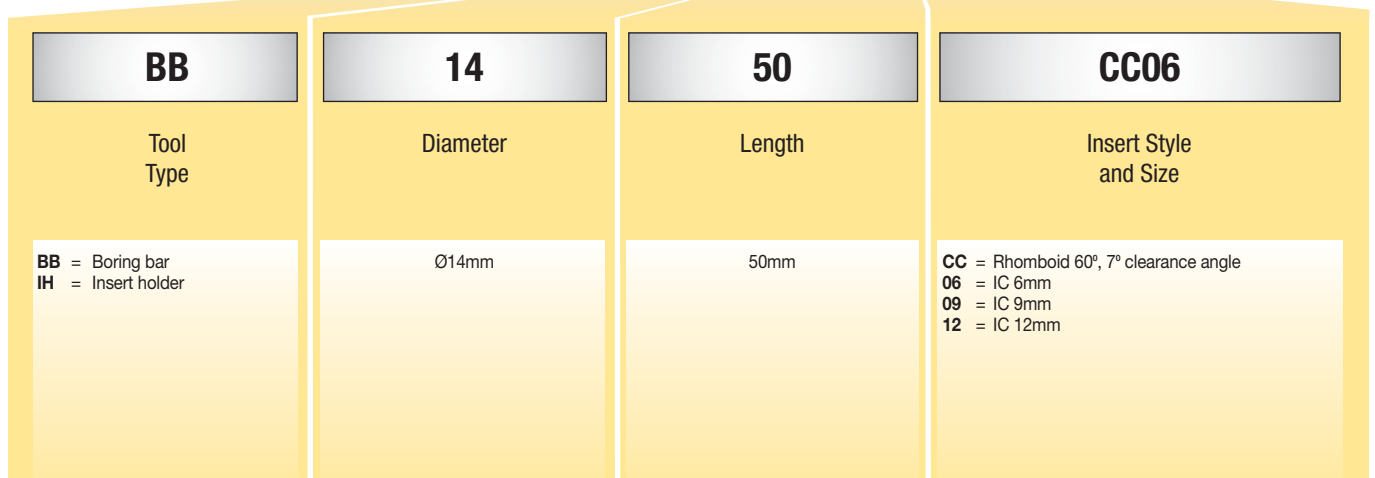 BB
14
50
CC06
Tool
Type
Diameter
Length
Insert Style
and Size
BB = Boring bar
IH = Insert holder
Ø14mm
50mm
CC = Rhomboid 60º, 7º clearance angle
06 = IC 6mm
09 = IC 9mm
12 = IC 12mm